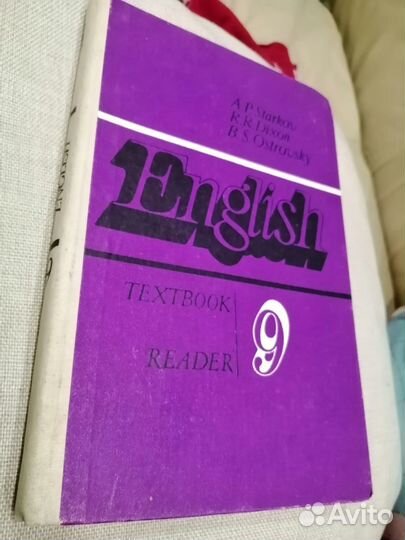 A P Starkov
R R Dixon
B S Ostrovsky
English
TEXTBOOK
READER
9
Avito